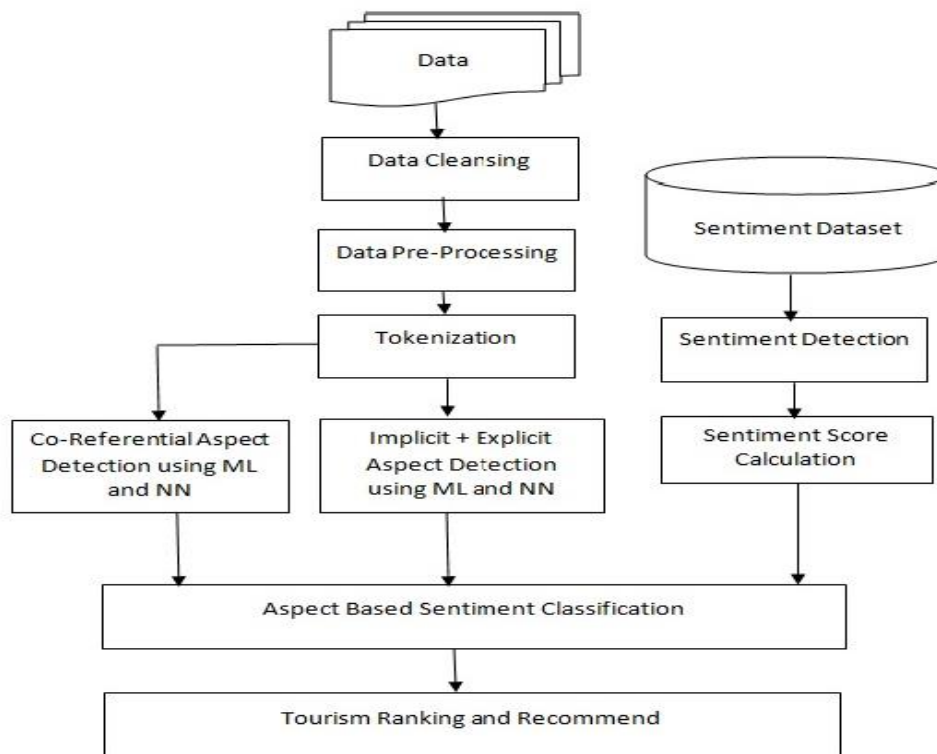 Data
Data Cleansing
Data Pre-Processing
Tokenization
Co-Referential Aspect
Detection using ML
and NN
Implicit + Explicit
Aspect Detection
using ML and NN
Sentiment Dataset
Sentiment Detection
Sentiment Score
Calculation
Aspect Based Sentiment Classification
Tourism Ranking and Recommend